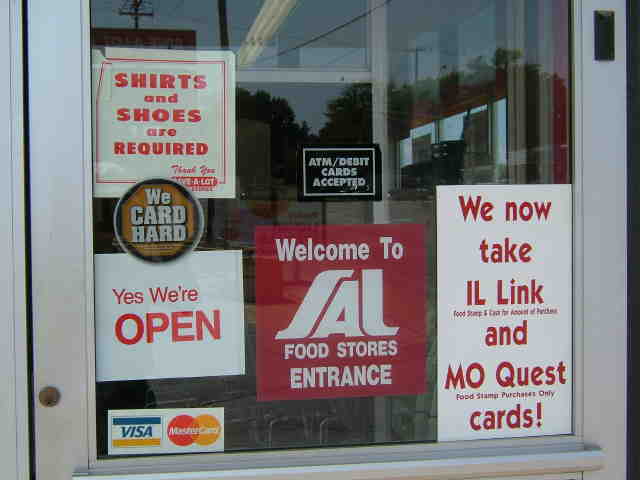 SHIRTS
and
SHOES
are
REQUIRED
Thank You
SAVE-A-LOT
We
CARD
HARD
Yes We're
OPEN
VISA
MasterCard
ATM/DEBIT
CARDS
ACCEPTED
Welcome To
SAL
FOOD STORES
ENTRANCE
We now
take
IL Link
Food Stamp & Cash for Amount of Purchase
and
MO Quest
Food Stamp Purchases Only
cards!